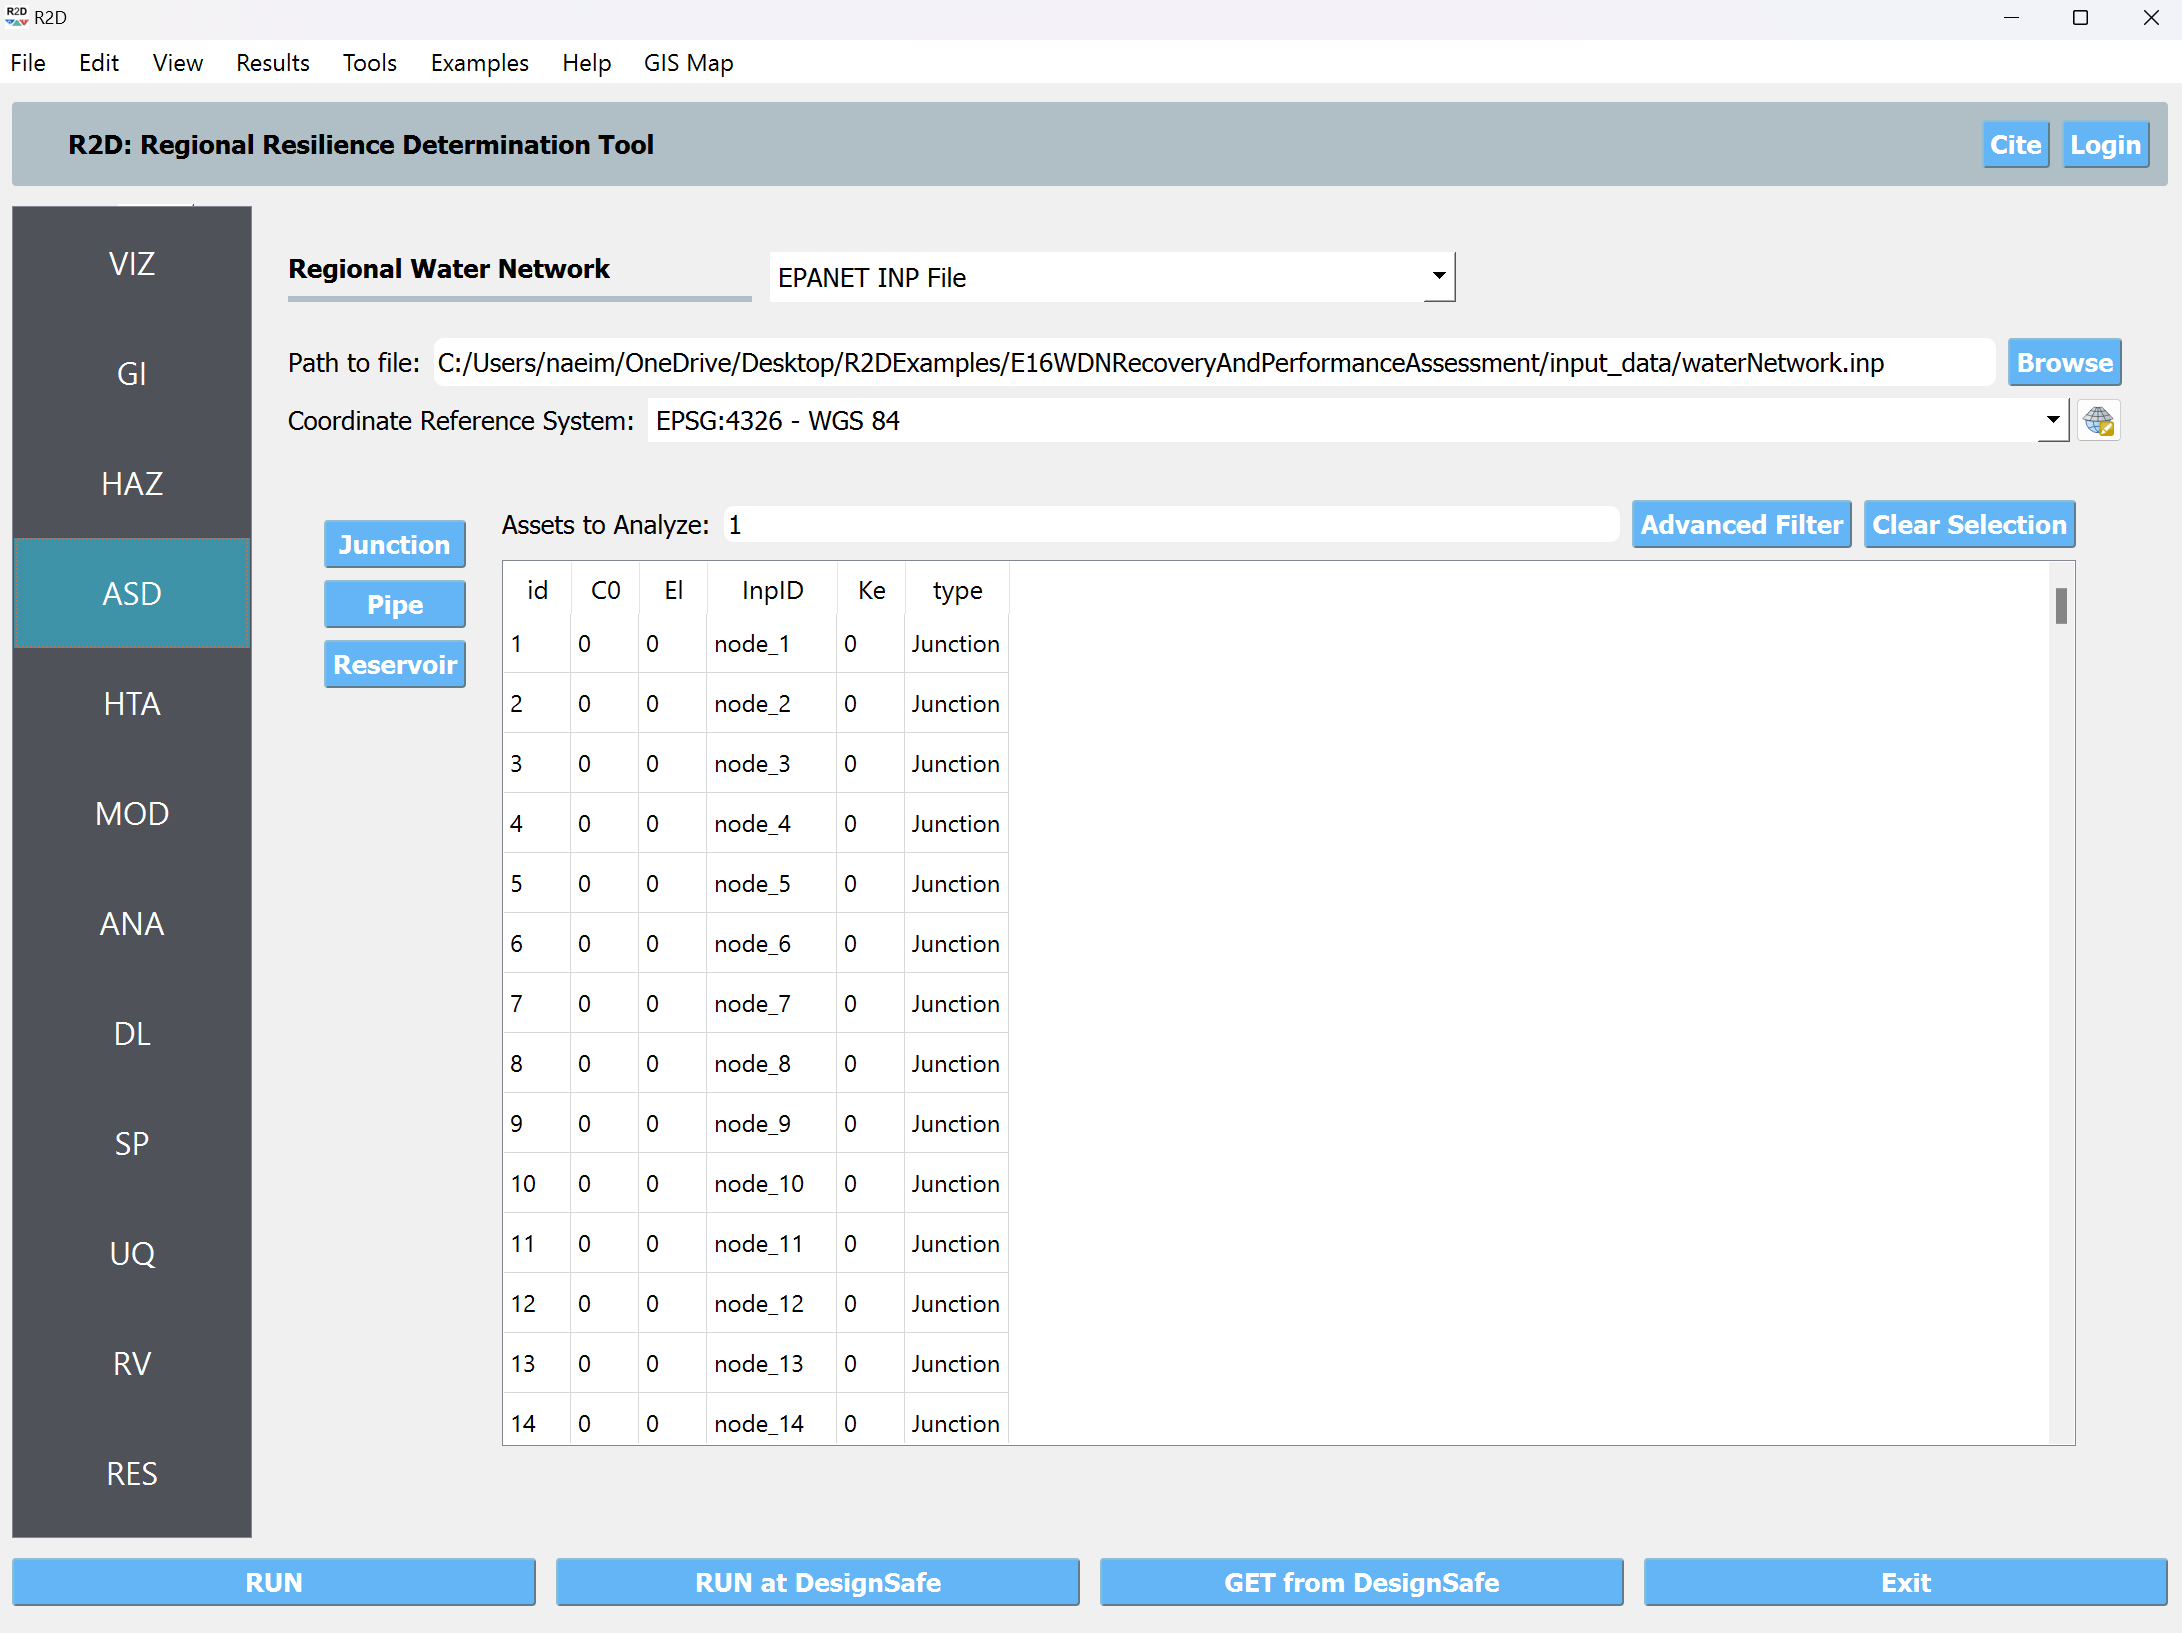 R2D R2D
File Edit View Results Tools Examples Help GIS Map
R2D: Regional Resilience Determination Tool Cite Login
VIZ
GI
HAZ
ASD
HTA
MOD
ANA
DL
SP
UQ
RV
RES
Regional Water Network EPANET INP File
Path to file: C:/Users/naeim/OneDrive/Desktop/R2DExamples/E16WDNRecoveryAndPerformanceAssessment/input_data/waterNetwork.inp Browse
Coordinate Reference System: EPSG:4326 - WGS 84
Junction
Pipe
Reservoir
Assets to Analyze: 1 Advanced Filter Clear Selection
id C0 El InpID Ke type
1 0 0 node_1 0 Junction
2 0 0 node_2 0 Junction
3 0 0 node_3 0 Junction
4 0 0 node_4 0 Junction
5 0 0 node_5 0 Junction
6 0 0 node_6 0 Junction
7 0 0 node_7 0 Junction
8 0 0 node_8 0 Junction
9 0 0 node_9 0 Junction
10 0 0 node_10 0 Junction
11 0 0 node_11 0 Junction
12 0 0 node_12 0 Junction
13 0 0 node_13 0 Junction
14 0 0 node_14 0 Junction
RUN RUN at DesignSafe GET from DesignSafe Exit